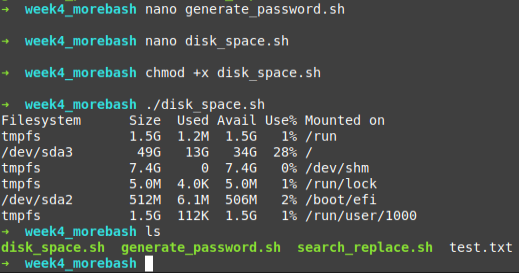 ➜ week4_morebash nano generate_password.sh
➜ week4_morebash nano disk_space.sh
➜ week4_morebash chmod +x disk_space.sh
➜ week4_morebash ./disk_space.sh
Filesystem Size Used Avail Use% Mounted on
tmpfs 1.5G 1.2M 1.5G 1% /run
/dev/sda3 49G 13G 34G 28% /
tmpfs 7.4G 0 7.4G 0% /dev/shm
tmpfs 5.0M 4.0K 5.0M 1% /run/lock
/dev/sda2 512M 6.1M 506M 2% /boot/efi
tmpfs 1.5G 112K 1.5G 1% /run/user/1000
➜ week4_morebash ls
disk_space.sh generate_password.sh search_replace.sh test.txt
➜ week4_morebash